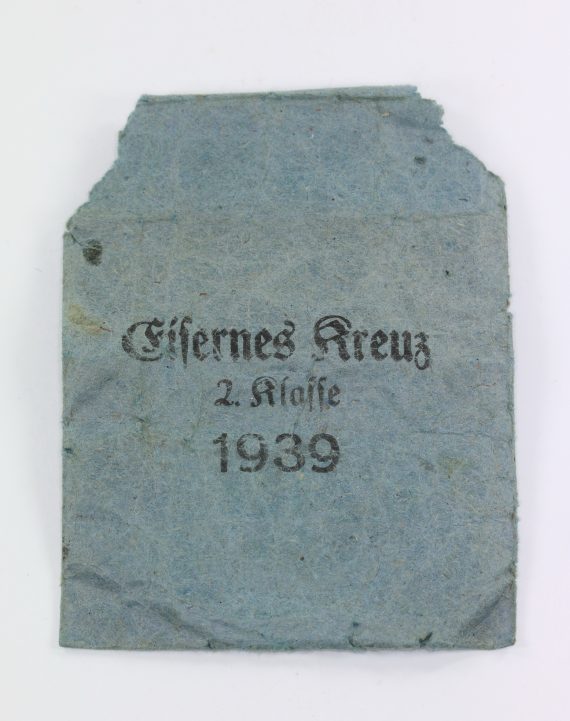 Eisernes Kreuz
2. Klasse
1939